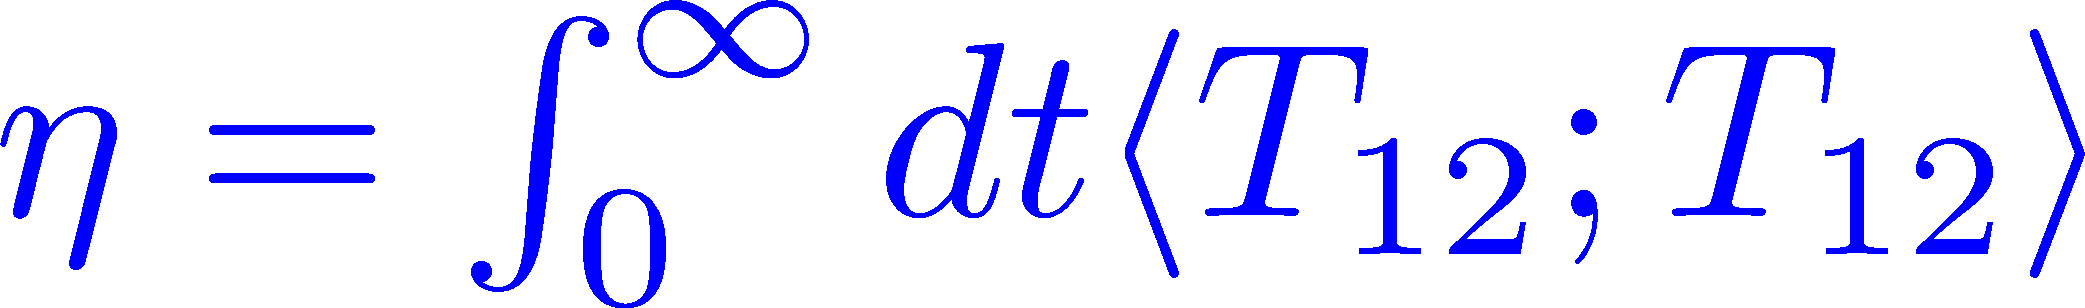 η = ∫₀^∞ dt⟨T₁₂; T₁₂⟩